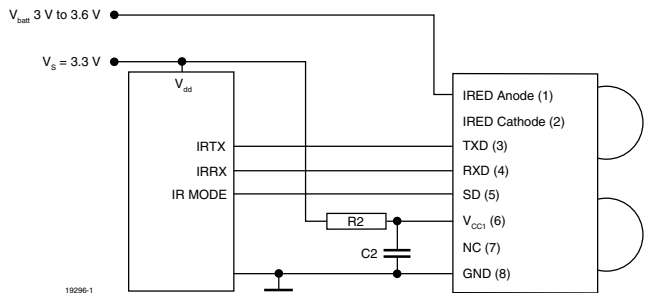 V_batt 3 V to 3.6 V
V_S = 3.3 V
V_dd
IRTX
IRRX
IR MODE
R2
C2
IRED Anode (1)
IRED Cathode (2)
TXD (3)
RXD (4)
SD (5)
V_CC1 (6)
NC (7)
GND (8)
19296-1